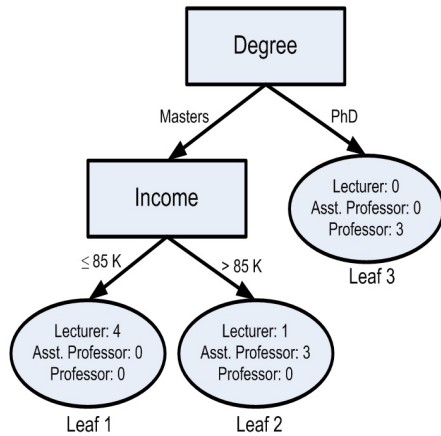 Degree
Masters
PhD
Income
Lecturer: 0
Asst. Professor: 0
Professor: 3
Leaf 3
≤ 85 K
> 85 K
Lecturer: 4
Asst. Professor: 0
Professor: 0
Leaf 1
Lecturer: 1
Asst. Professor: 3
Professor: 0
Leaf 2